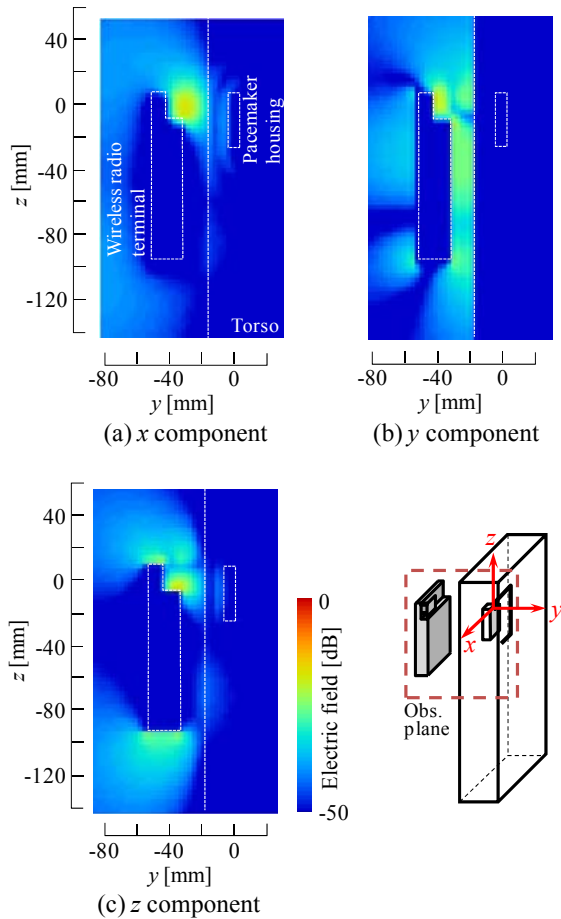 40
0
-40
-80
-120
z [mm]
Wireless radio
terminal
Pacemaker
housing
Torso
-80
-40
0
y [mm]
(a) x component
-80
-40
0
y [mm]
(b) y component
40
0
-40
-80
-120
z [mm]
-80
-40
0
y [mm]
(c) z component
0
Electric field [dB]
-50
z
y
x
Obs.
plane